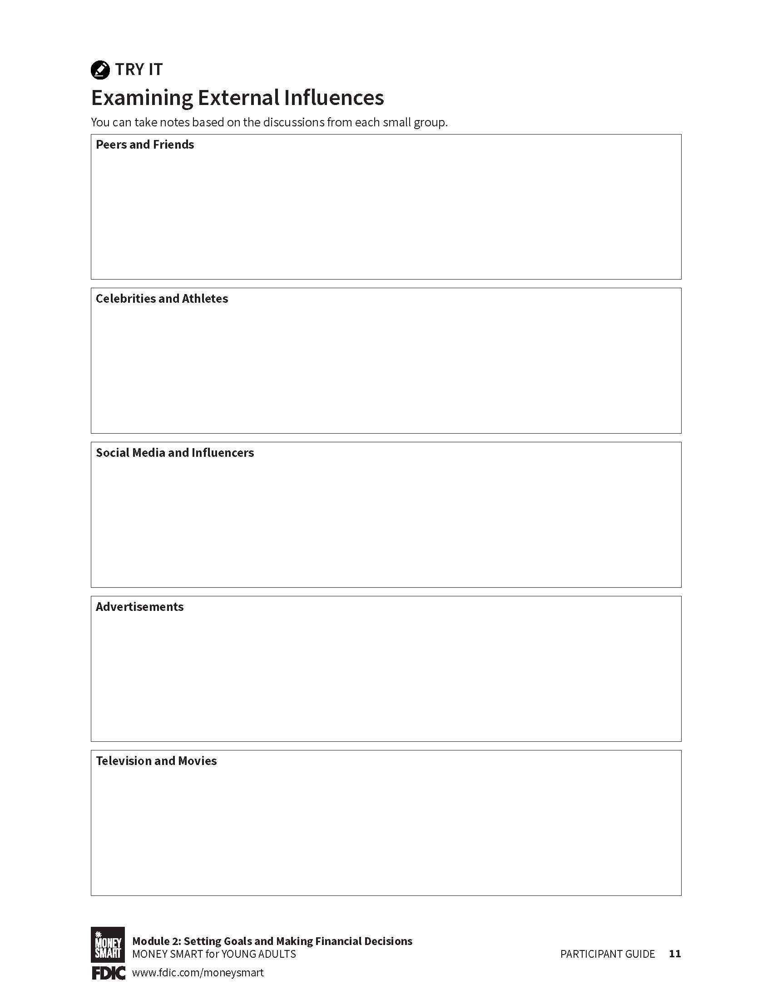 TRY IT
Examining External Influences
You can take notes based on the discussions from each small group.
Peers and Friends
Celebrities and Athletes
Social Media and Influencers
Advertisements
Television and Movies
MONEY
SMART
FDIC
Module 2: Setting Goals and Making Financial Decisions
MONEY SMART for YOUNG ADULTS
www.fdic.com/moneysmart
PARTICIPANT GUIDE 11